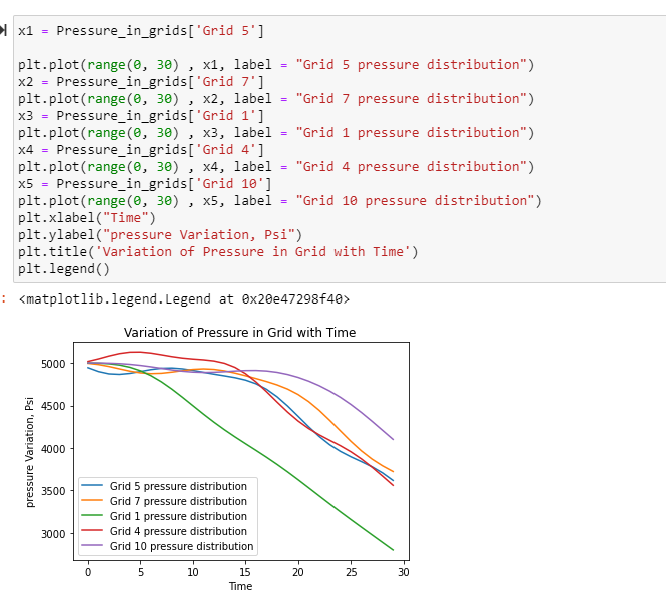 x1 = Pressure_in_grids['Grid 5']
plt.plot(range(0, 30) , x1, label = "Grid 5 pressure distribution")
x2 = Pressure_in_grids['Grid 7']
plt.plot(range(0, 30) , x2, label = "Grid 7 pressure distribution")
x3 = Pressure_in_grids['Grid 1']
plt.plot(range(0, 30) , x3, label = "Grid 1 pressure distribution")
x4 = Pressure_in_grids['Grid 4']
plt.plot(range(0, 30) , x4, label = "Grid 4 pressure distribution")
x5 = Pressure_in_grids['Grid 10']
plt.plot(range(0, 30) , x5, label = "Grid 10 pressure distribution")
plt.xlabel("Time")
plt.ylabel("pressure Variation, Psi")
plt.title('Variation of Pressure in Grid with Time')
plt.legend()
: <matplotlib.legend.Legend at 0x20e47298f40>
Variation of Pressure in Grid with Time
pressure Variation, Psi
5000
4500
4000
3500
3000
Grid 5 pressure distribution
Grid 7 pressure distribution
Grid 1 pressure distribution
Grid 4 pressure distribution
Grid 10 pressure distribution
0 5 10 15 20 25 30
Time